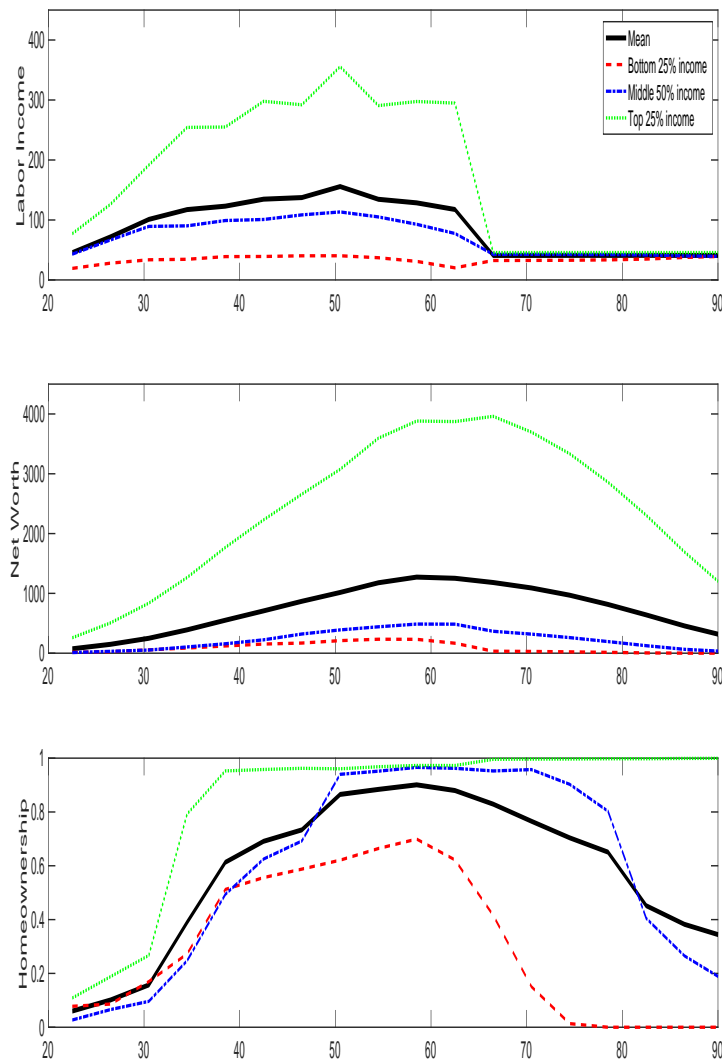 400
300
200
100
0
Labor Income
Mean
Bottom 25% income
Middle 50% income
Top 25% income
20 30 40 50 60 70 80 90
4000
3000
2000
1000
0
Net Worth
20 30 40 50 60 70 80 90
1
0.8
0.6
0.4
0.2
0
Homeownership
20 30 40 50 60 70 80 90